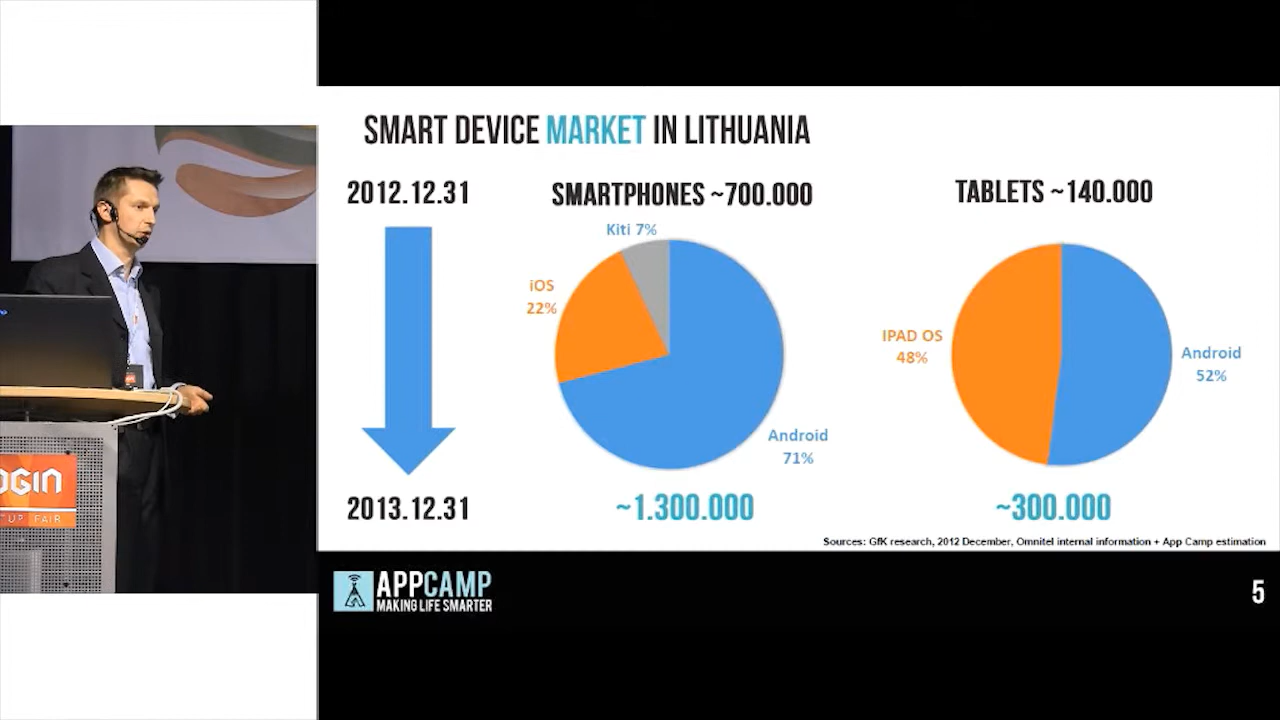 SMART DEVICE MARKET IN LITHUANIA
2012.12.31
SMARTPHONES ~700.000
TABLETS ~140.000
Kiti 7%
iOS
22%
Android
71%
IPAD OS
48%
Android
52%
2013.12.31
~1.300.000
~300.000
Sources: GfK research, 2012 December, Omnitel internal information + App Camp estimation
APPCAMP
MAKING LIFE SMARTER
5
OGIN
UP FAIR